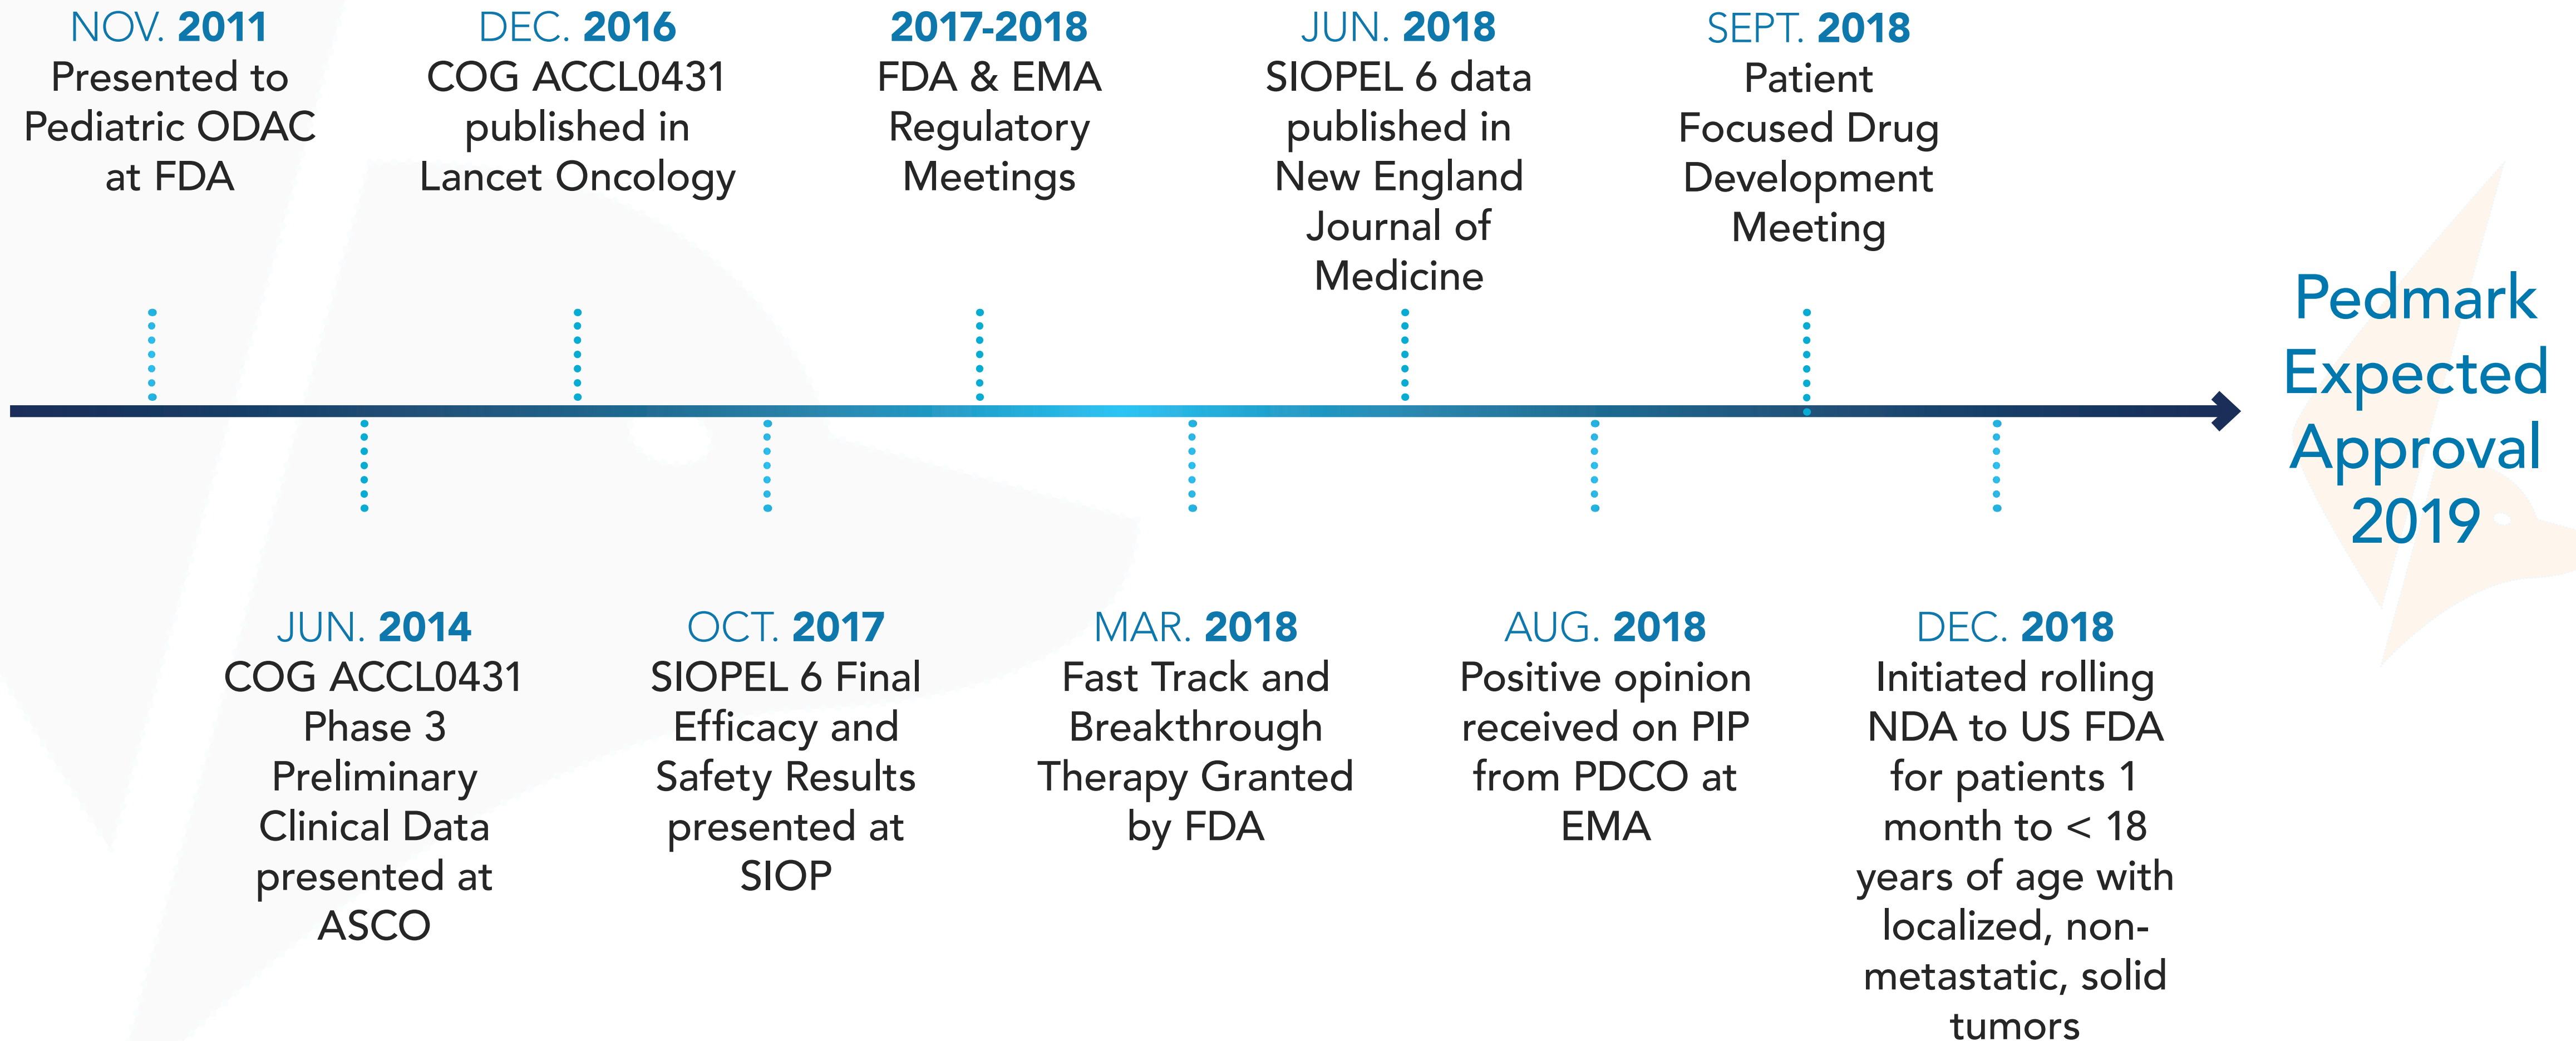 NOV. 2011
Presented to
Pediatric ODAC
at FDA
JUN. 2014
COG ACCL0431
Phase 3
Preliminary
Clinical Data
presented at
ASCO
DEC. 2016
COG ACCL0431
published in
Lancet Oncology
OCT. 2017
SIOPEL 6 Final
Efficacy and
Safety Results
presented at
SIOP
2017-2018
FDA & EMA
Regulatory
Meetings
MAR. 2018
Fast Track and
Breakthrough
Therapy Granted
by FDA
JUN. 2018
SIOPEL 6 data
published in
New England
Journal of
Medicine
AUG. 2018
Positive opinion
received on PIP
from PDCO at
EMA
SEPT. 2018
Patient
Focused Drug
Development
Meeting
DEC. 2018
Initiated rolling
NDA to US FDA
for patients 1
month to < 18
years of age with
localized, non-
metastatic, solid
tumors
Pedmark
Expected
Approval
2019